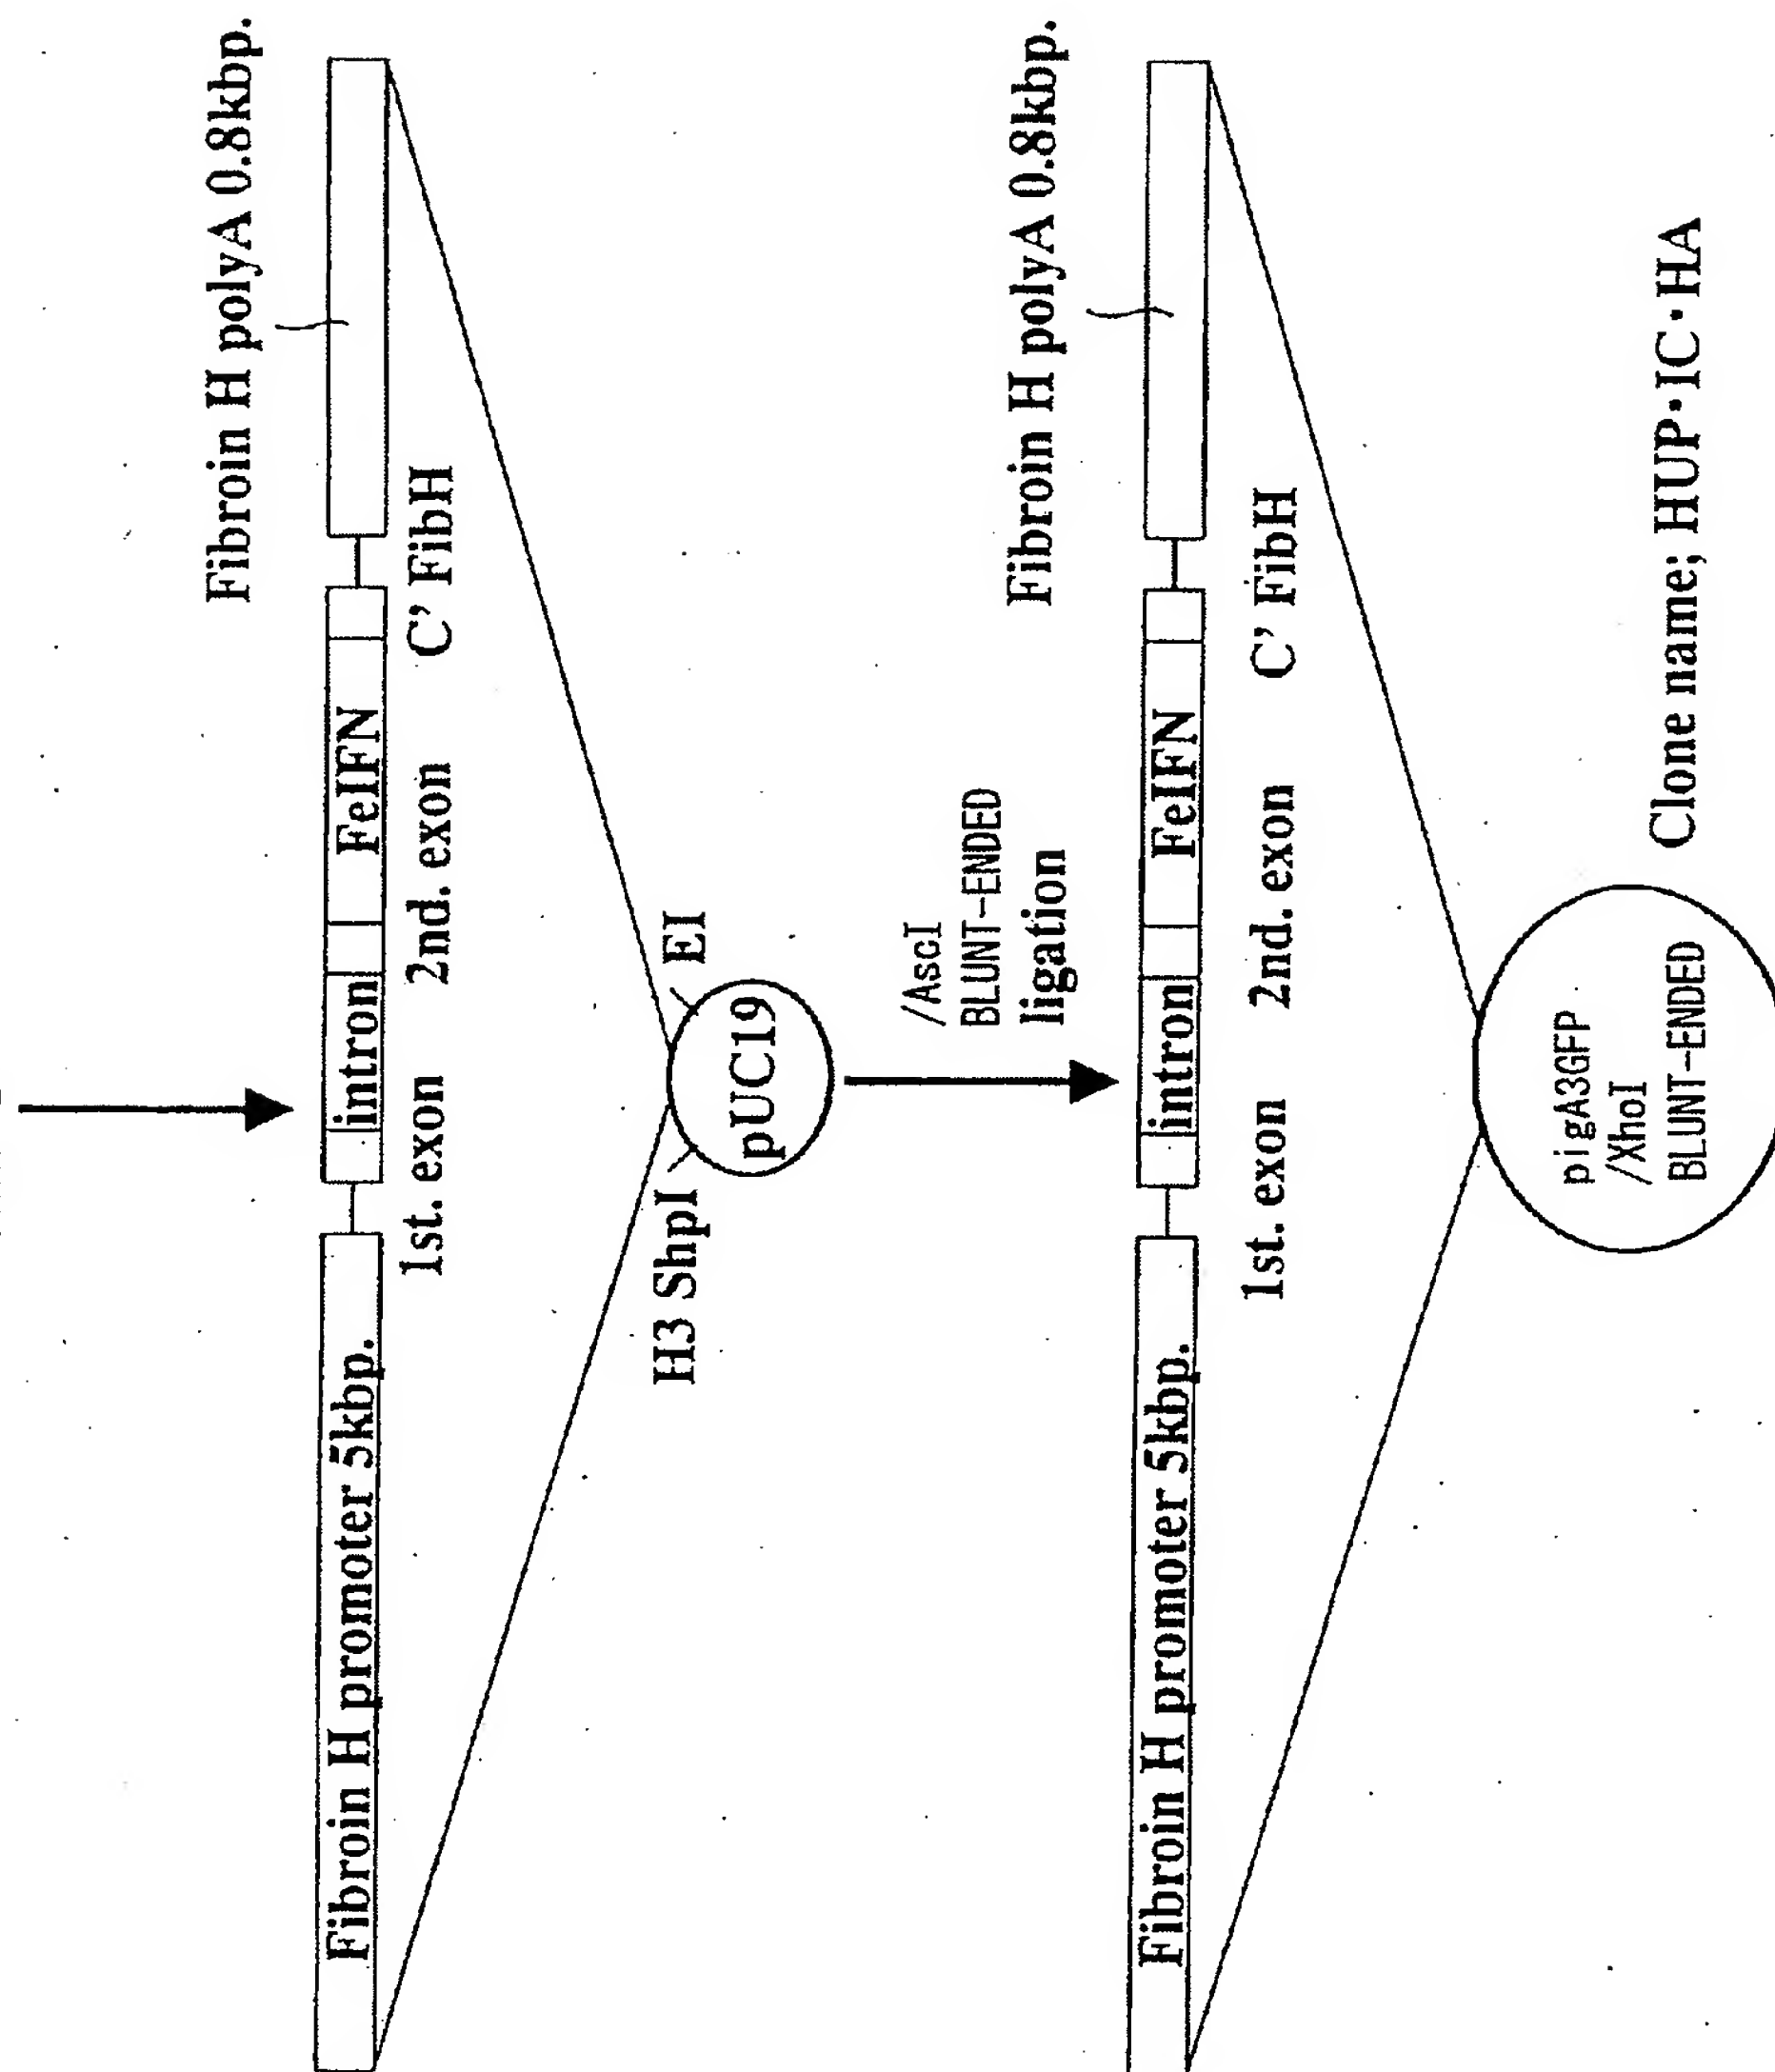 Fibroin H polyA 0.8kbp.
Fibroin H promoter 5kbp.
intron
FeIFN
1st. exon
2nd. exon
C' FibH
H3 ShpI
EI
pUC19
/AscI
BLUNT-ENDED
ligation
Fibroin H polyA 0.8kbp.
Fibroin H promoter 5kbp.
intron
FeIFN
1st. exon
2nd. exon
C' FibH
pigA3GFP
/XhoI
BLUNT-ENDED
Clone name; HUP·IC·HA